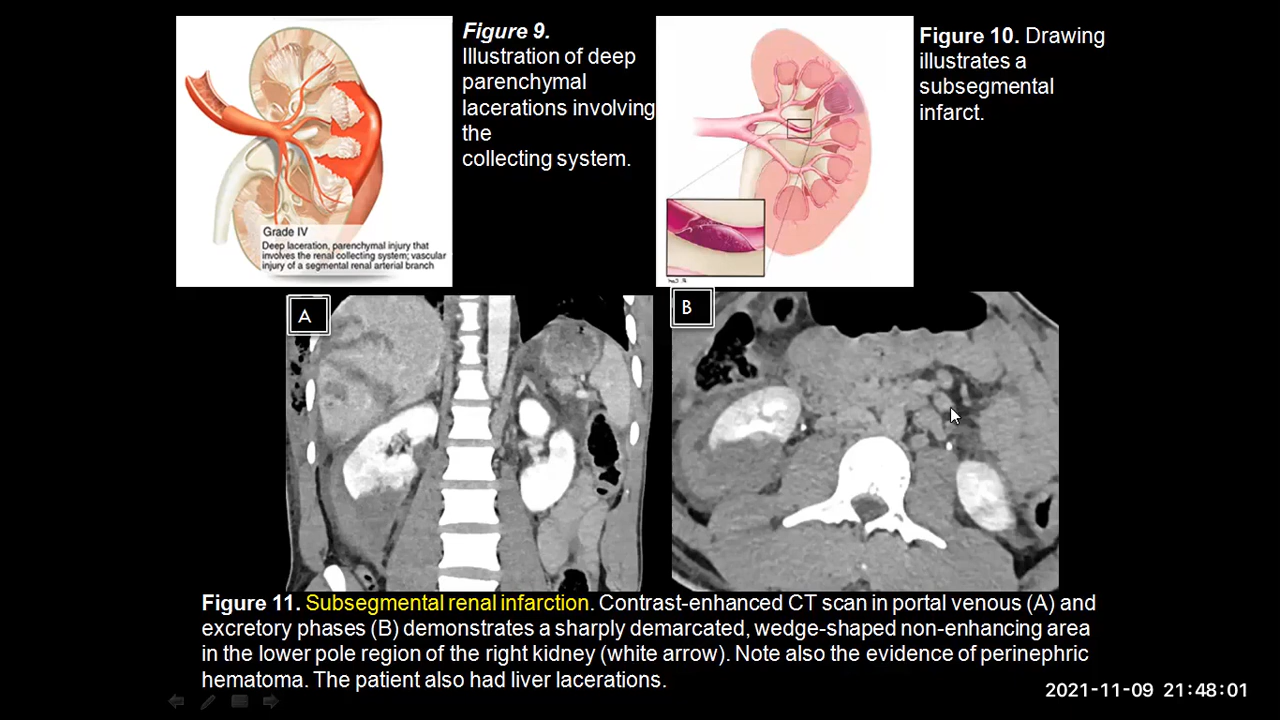 Figure 9.
Illustration of deep
parenchymal
lacerations involving
the
collecting system.
Grade IV
Deep laceration, parenchymal injury that
involves the renal collecting system; vascular
injury of a segmental renal arterial branch
Figure 10. Drawing
illustrates a
subsegmental
infarct.
A
B
Figure 11. Subsegmental renal infarction. Contrast-enhanced CT scan in portal venous (A) and
excretory phases (B) demonstrates a sharply demarcated, wedge-shaped non-enhancing area
in the lower pole region of the right kidney (white arrow). Note also the evidence of perinephric
hematoma. The patient also had liver lacerations.
2021-11-09 21:48:01